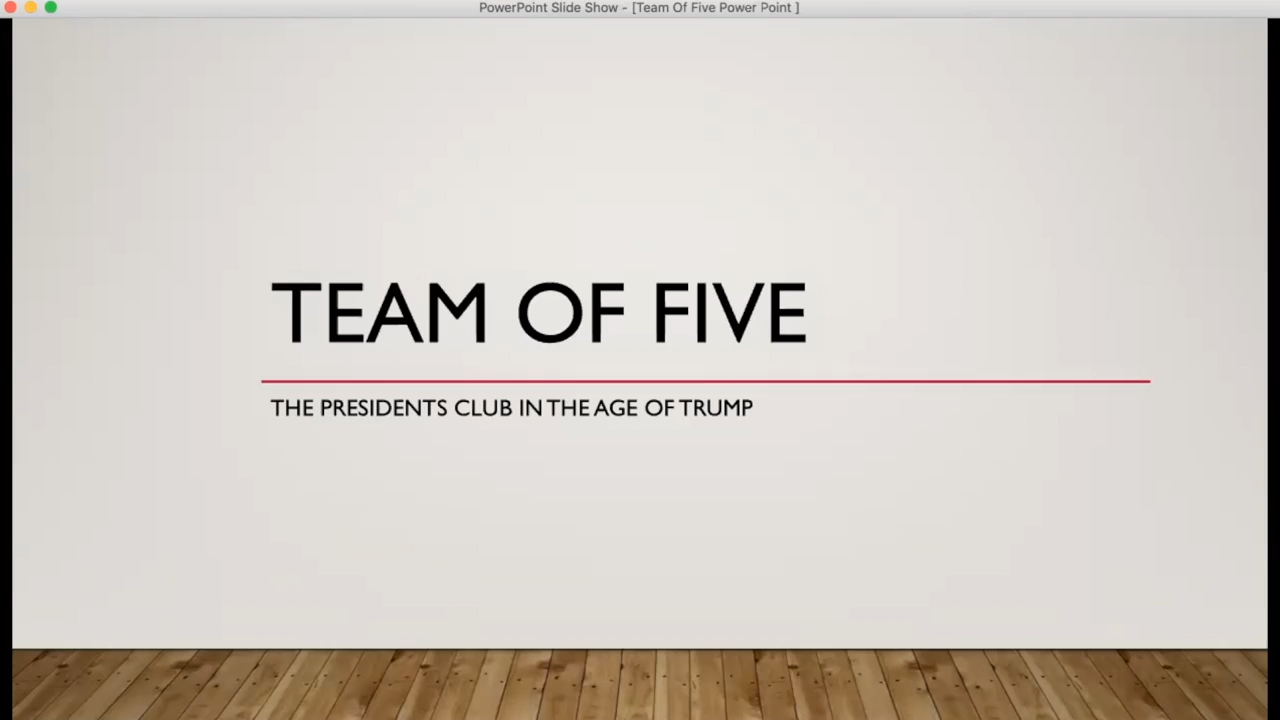 PowerPoint Slide Show - [Team Of Five Power Point ]
TEAM OF FIVE
THE PRESIDENTS CLUB IN THE AGE OF TRUMP